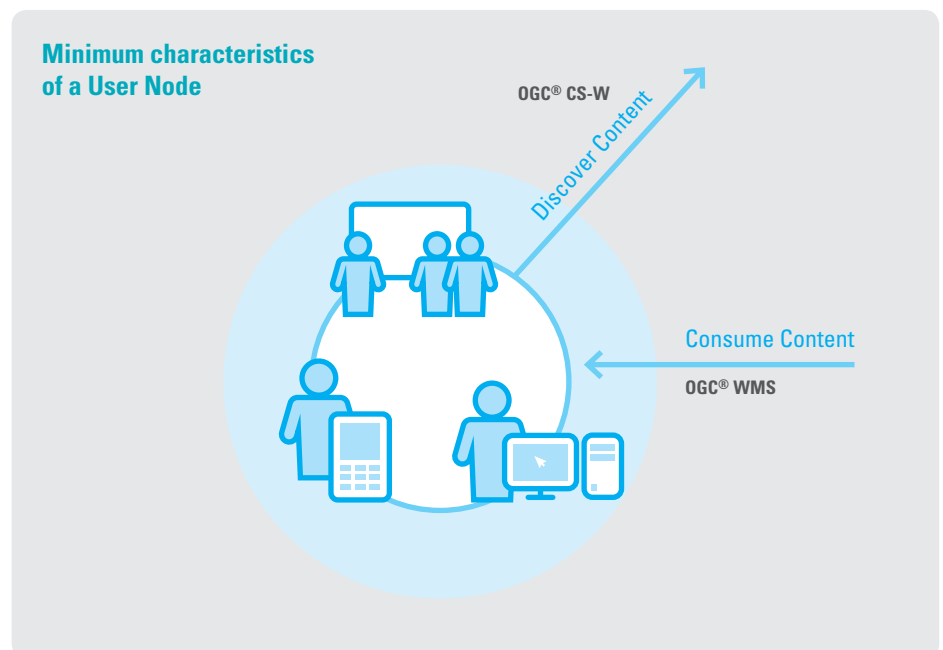 Minimum characteristics
of a User Node
OGC® CS-W
Discover Content
Consume Content
OGC® WMS